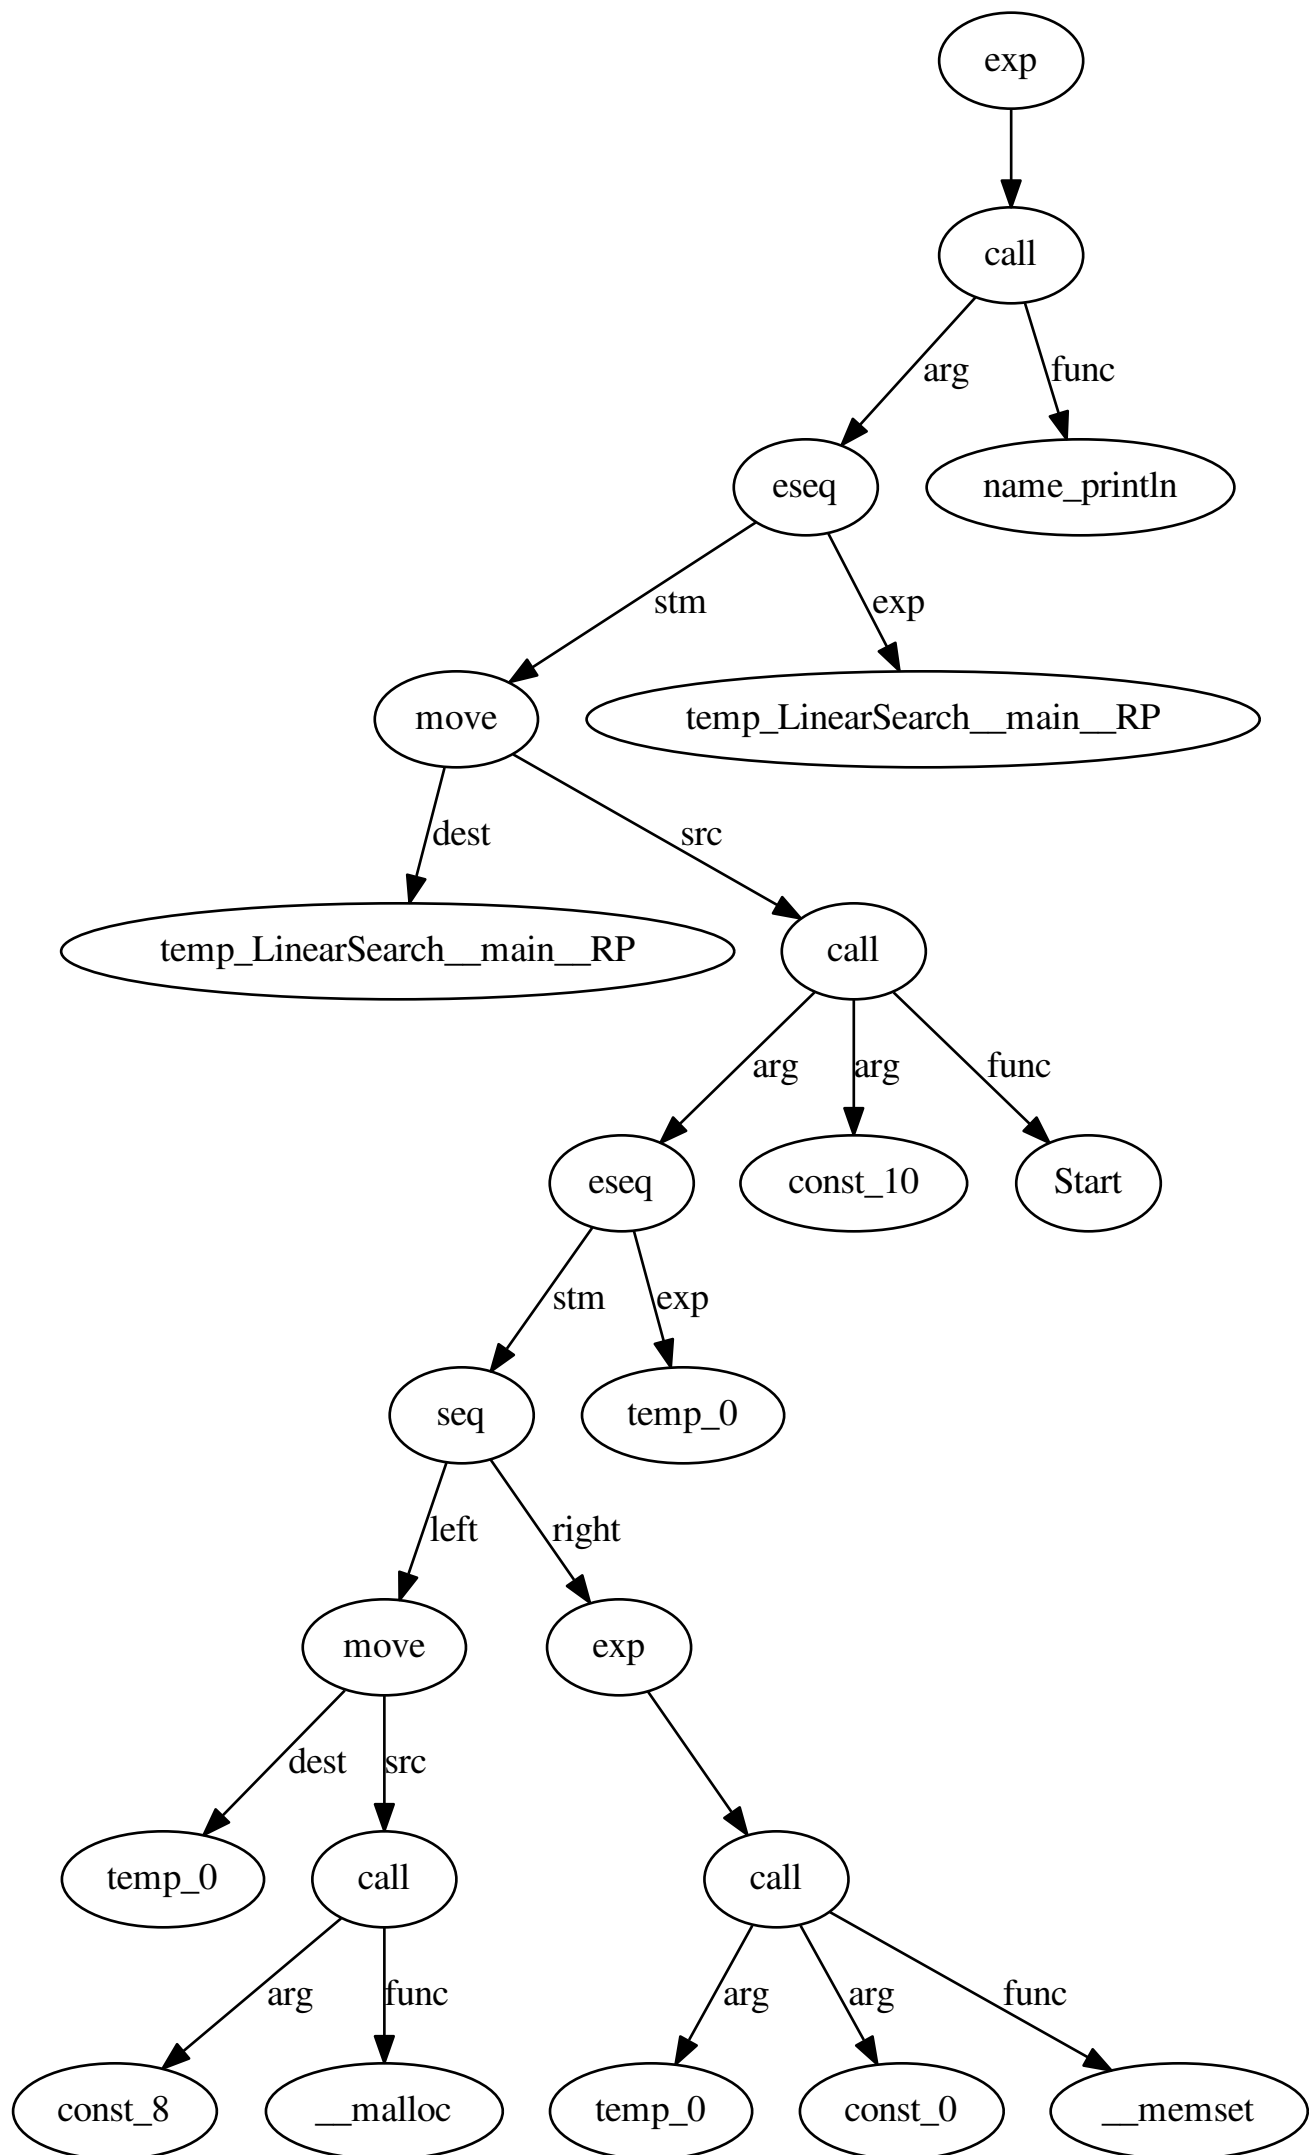 exp
call
arg
func
eseq
name_println
stm
exp
move
temp_LinearSearch__main__RP
dest
src
temp_LinearSearch__main__RP
call
arg
arg
func
eseq
const_10
Start
stm
exp
seq
temp_0
left
right
move
exp
dest
src
temp_0
call
call
arg
func
arg
arg
func
const_8
__malloc
temp_0
const_0
__memset